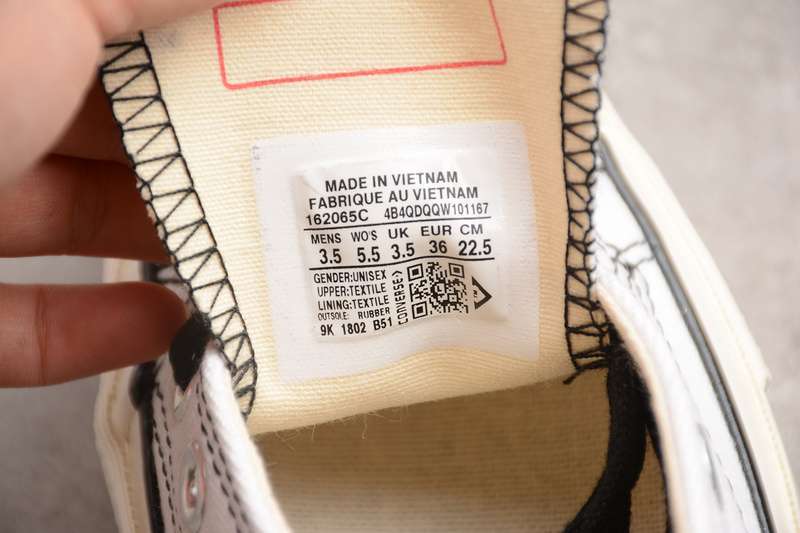 MADE IN VIETNAM
FABRIQUE AU VIETNAM
162065C 4B4QDQQW101167
MENS WO'S UK EUR CM
3.5 5.5 3.5 36 22.5
GENDER:UNISEX
UPPER:TEXTILE
LINING:TEXTILE
OUTSOLE: RUBBER
9K 1802 B51
CONVERSE